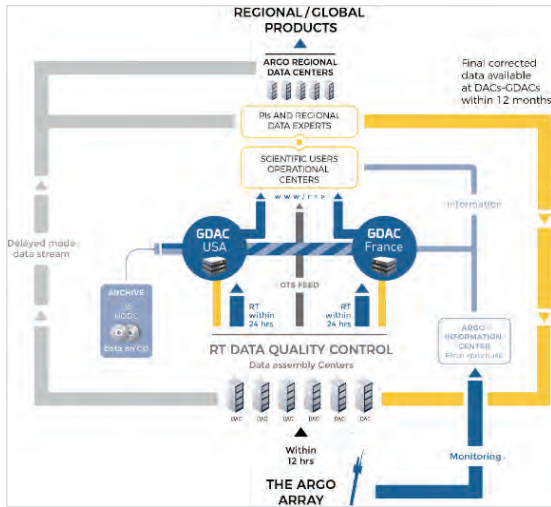 REGIONAL/GLOBAL
PRODUCTS
ARGO REGIONAL
DATA CENTERS
Final corrected
data available
at DACs-GDACs
within 12 months
PIs AND REGIONAL
DATA EXPERTS
SCIENTIFIC USERS
OPERATIONAL
CENTERS
Information
GDAC
USA
GDAC
France
Delayed mode
data stream
GTS FEED
ARCHIVE
US
NODC
Data on CD
RT
within
24 hrs
RT
within
24 hrs
ARGO
INFORMATION
CENTER
RT DATA QUALITY CONTROL
Data assembly Centers
DAC DAC DAC DAC DAC DAC
Within
12 hrs
Monitoring
THE ARGO
ARRAY